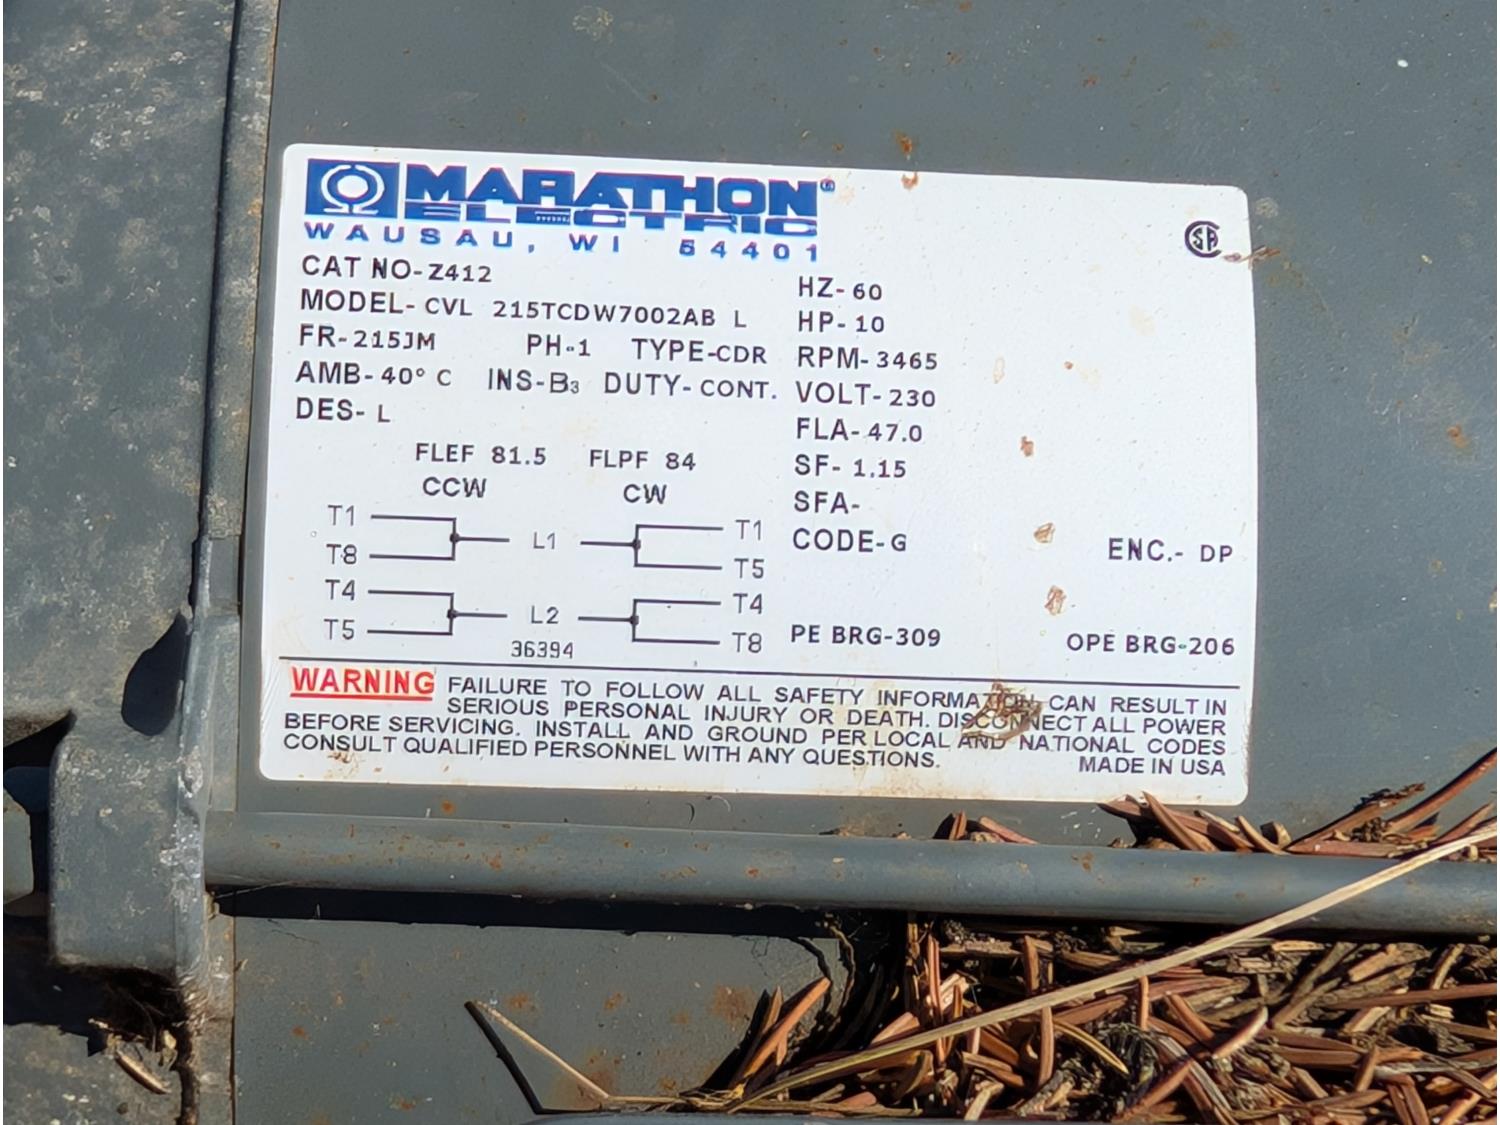 MARATHON®
ELECTRIC
WAUSAU, WI 54401
CAT NO-Z412
MODEL-CVL 215TCDW7002AB L
FR-215JM PH-1 TYPE-CDR
AMB-40° C INS-B3 DUTY-CONT.
DES-L
HZ-60
HP-10
RPM-3465
VOLT-230
FLA-47.0
SF-1.15
SFA-
CODE-G
ENC.-DP
PE BRG-309
OPE BRG-206
FLEF 81.5 FLPF 84
CCW CW
T1 T1
L1
T8 T5
T4 T4
L2
T5 T8
36394
WARNING FAILURE TO FOLLOW ALL SAFETY INFORMATION CAN RESULT IN
SERIOUS PERSONAL INJURY OR DEATH. DISCONNECT ALL POWER
BEFORE SERVICING. INSTALL AND GROUND PER LOCAL AND NATIONAL CODES
CONSULT QUALIFIED PERSONNEL WITH ANY QUESTIONS.
MADE IN USA